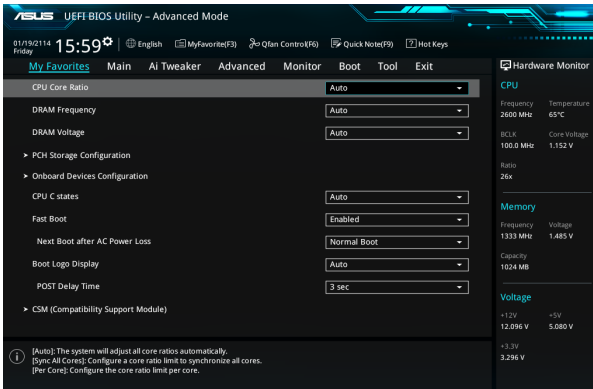 ASUS UEFI BIOS Utility – Advanced Mode
01/19/2114 Friday 15:59 English MyFavorite(F3) Qfan Control(F6) Quick Note(F9) ? Hot Keys
My Favorites Main Ai Tweaker Advanced Monitor Boot Tool Exit
Hardware Monitor
CPU Core Ratio Auto
DRAM Frequency Auto
DRAM Voltage Auto
> PCH Storage Configuration
> Onboard Devices Configuration
CPU C states Auto
Fast Boot Enabled
Next Boot after AC Power Loss Normal Boot
Boot Logo Display Auto
POST Delay Time 3 sec
> CSM (Compatibility Support Module)
[Auto]: The system will adjust all core ratios automatically.
[Sync All Cores]: Configure a core ratio limit to synchronize all cores.
[Per Core]: Configure the core ratio limit per core.
CPU
Frequency Temperature
2600 MHz 65°C
BCLK Core Voltage
100.0 MHz 1.152 V
Ratio
26x
Memory
Frequency Voltage
1333 MHz 1.485 V
Capacity
1024 MB
Voltage
+12V +5V
12.096 V 5.080 V
+3.3V
3.296 V